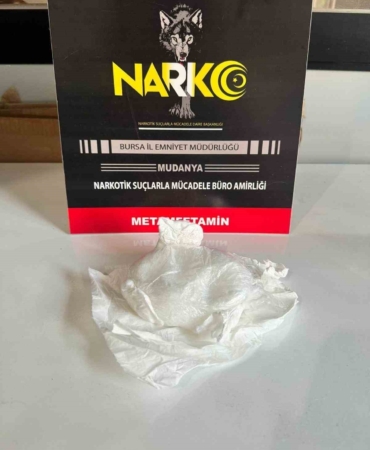 NARKO
NARKOTİK SUÇLARLA MÜCADELE DAİRE BAŞKANLIĞI
BURSA İL EMNİYET MÜDÜRLÜĞÜ
MUDANYA
NARKOTİK SUÇLARLA MÜCADELE BÜRO AMİRLİĞİ
METAMFETAMİN